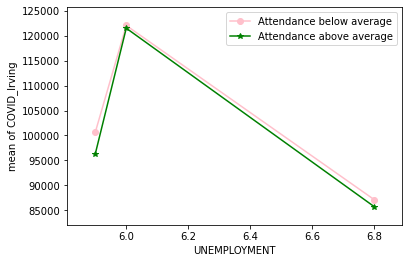 125000
120000
115000
110000
105000
100000
95000
90000
85000
mean of COVID_Irving
Attendance below average
Attendance above average
6.0 6.2 6.4 6.6 6.8
UNEMPLOYMENT